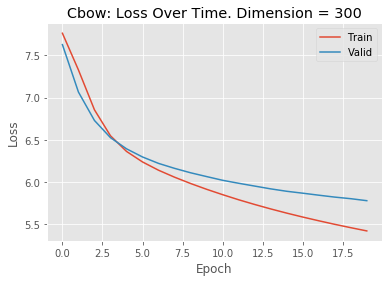 Cbow: Loss Over Time. Dimension = 300
Train
Valid
7.5
7.0
6.5
6.0
5.5
Loss
0.0 2.5 5.0 7.5 10.0 12.5 15.0 17.5
Epoch